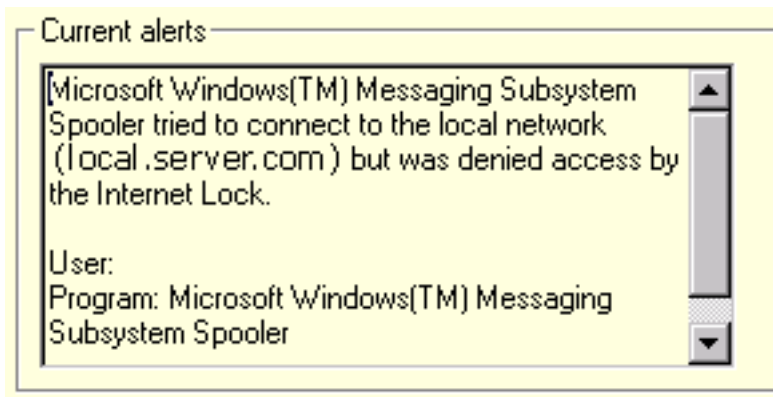 Current alerts
Microsoft Windows(TM) Messaging Subsystem
Spooler tried to connect to the local network
(local.server.com) but was denied access by
the Internet Lock.
User:
Program: Microsoft Windows(TM) Messaging
Subsystem Spooler